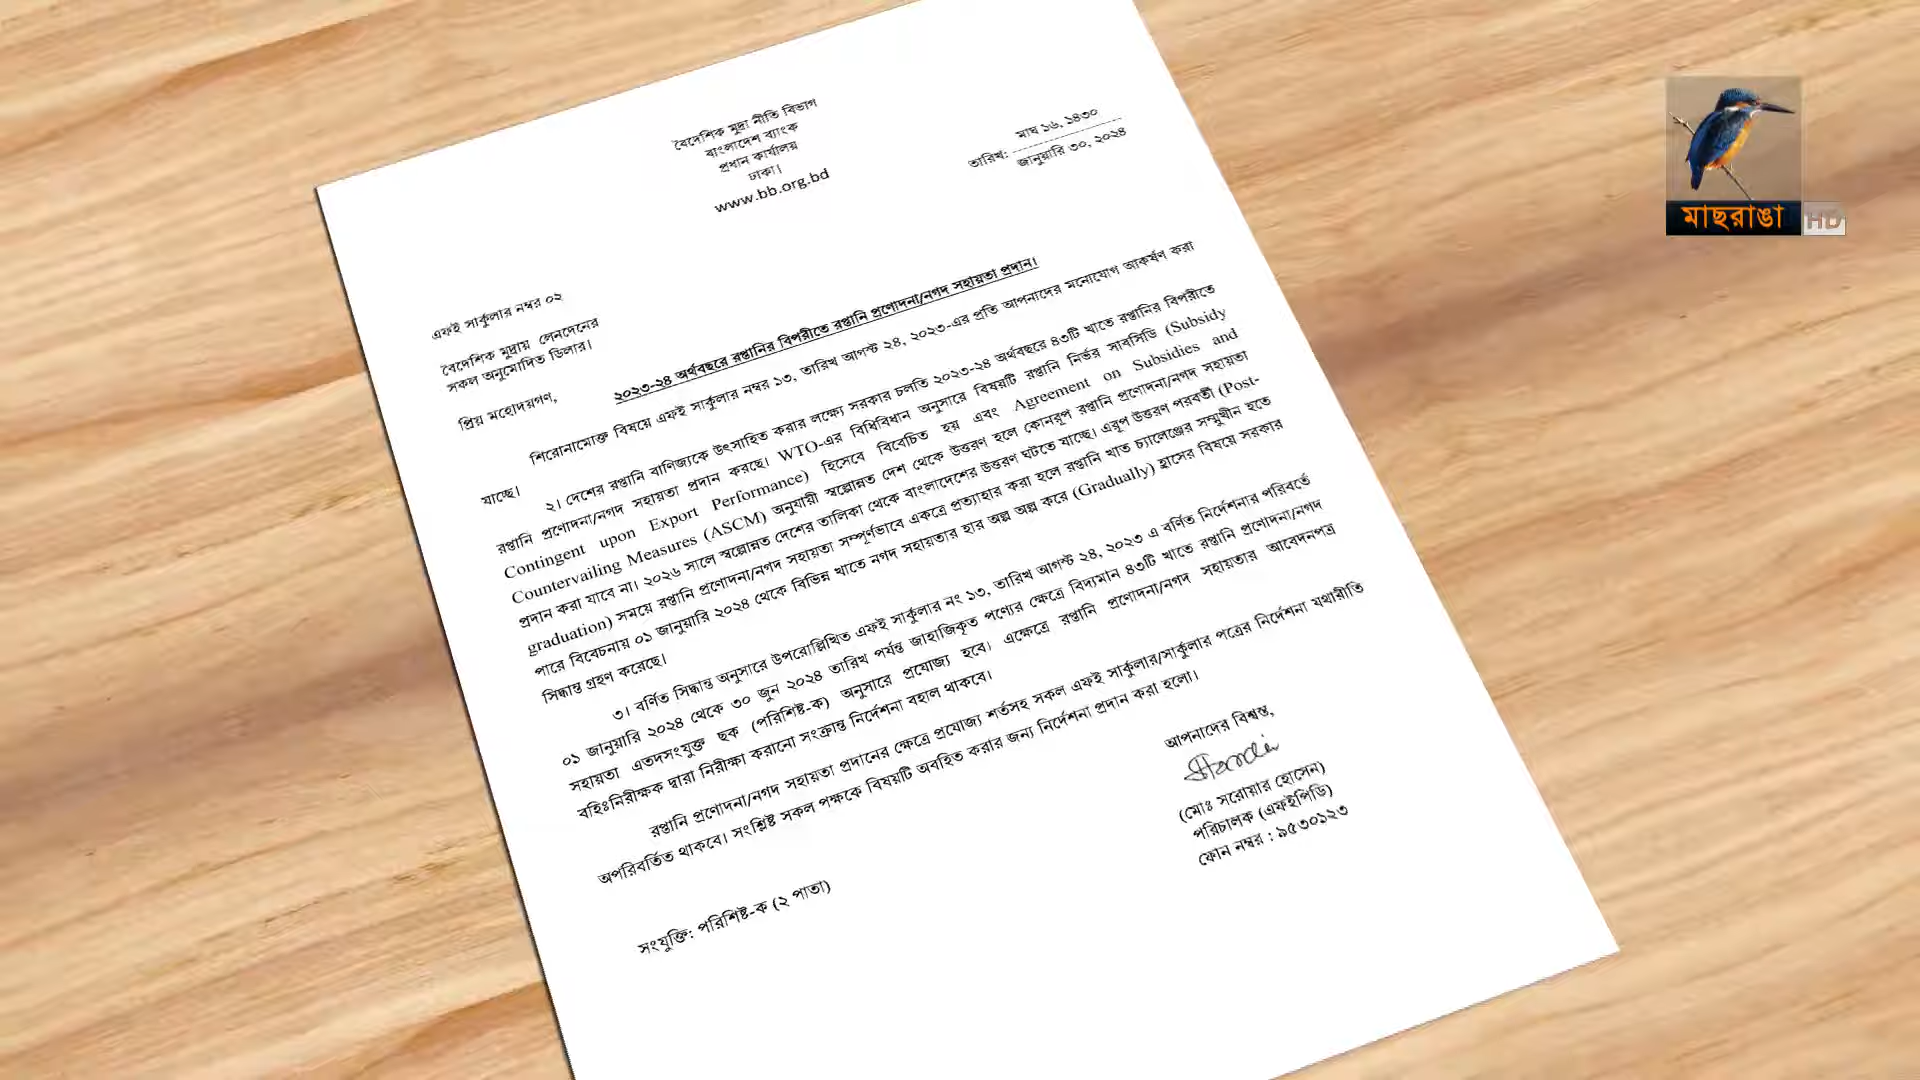 বৈদেশিক মুদ্রা নীতি বিভাগ
বাংলাদেশ ব্যাংক
প্রধান কার্যালয়
ঢাকা।
www.bb.org.bd
মাঘ ১৬, ১৪৩০
তারিখ:
জানুয়ারি ৩০, ২০২৪
মাছরাঙা HD
এফই সার্কুলার নম্বর ০২
বৈদেশিক মুদ্রায় লেনদেনের
সকল অনুমোদিত ডিলার।
প্রিয় মহোদয়গণ,
২০২৩-২৪ অর্থবছরে রপ্তানির বিপরীতে রপ্তানি প্রণোদনা/নগদ সহায়তা প্রদান।
শিরোনামোক্ত বিষয়ে এফই সার্কুলার নম্বর ১৩, তারিখ আগস্ট ২৪, ২০২৩-এর প্রতি আপনাদের মনোযোগ আকর্ষণ করা
যাচ্ছে।
২। দেশের রপ্তানি বাণিজ্যকে উৎসাহিত করার লক্ষ্যে সরকার চলতি ২০২৩-২৪ অর্থবছরে ৪৩টি খাতে রপ্তানির বিপরীতে
রপ্তানি প্রণোদনা/নগদ সহায়তা প্রদান করছে। WTO-এর বিধিবিধান অনুসারে বিষয়টি রপ্তানি নির্ভর সাবসিডি (Subsidy
Contingent upon Export Performance) হিসেবে বিবেচিত হয় এবং Agreement on Subsidies and
Countervailing Measures (ASCM) অনুযায়ী স্বল্পোন্নত দেশ থেকে উত্তরণ হলে কোনরূপ রপ্তানি প্রণোদনা/নগদ সহায়তা
প্রদান করা যাবে না। ২০২৬ সালে স্বল্পোন্নত দেশের তালিকা থেকে বাংলাদেশের উত্তরণ ঘটতে যাচ্ছে। এরূপ উত্তরণ পরবর্তী (Post-
graduation) সময়ে রপ্তানি প্রণোদনা/নগদ সহায়তা সম্পূর্ণভাবে একত্রে প্রত্যাহার করা হলে রপ্তানি খাত চ্যালেঞ্জের সম্মুখীন হতে
পারে বিবেচনায় ০১ জানুয়ারি ২০২৪ থেকে বিভিন্ন খাতে নগদ সহায়তার হার অল্প অল্প করে (Gradually) হ্রাসের বিষয়ে সরকার
সিদ্ধান্ত গ্রহণ করেছে।
৩। বর্ণিত সিদ্ধান্ত অনুসারে উপরোল্লিখিত এফই সার্কুলার নং ১৩, তারিখ আগস্ট ২৪, ২০২৩ এ বর্ণিত নির্দেশনার পরিবর্তে
০১ জানুয়ারি ২০২৪ থেকে ৩০ জুন ২০২৪ তারিখ পর্যন্ত জাহাজিকৃত পণ্যের ক্ষেত্রে বিদ্যমান ৪৩টি খাতে রপ্তানি প্রণোদনা/নগদ
সহায়তা এতদসংযুক্ত ছক (পরিশিষ্ট-ক) অনুসারে প্রযোজ্য হবে। এক্ষেত্রে রপ্তানি প্রণোদনা/নগদ সহায়তার আবেদনপত্র
বহিঃনিরীক্ষক দ্বারা নিরীক্ষা করানো সংক্রান্ত নির্দেশনা বহাল থাকবে।
রপ্তানি প্রণোদনা/নগদ সহায়তা প্রদানের ক্ষেত্রে প্রযোজ্য শর্তসহ সকল এফই সার্কুলার/সার্কুলার পত্রের নির্দেশনা যথারীতি
অপরিবর্তিত থাকবে। সংশ্লিষ্ট সকল পক্ষকে বিষয়টি অবহিত করার জন্য নির্দেশনা প্রদান করা হলো।
আপনাদের বিশ্বস্ত,
(মোঃ সরোয়ার হোসেন)
পরিচালক (এফইপিডি)
ফোন নম্বর : ৯৫৩০১২৩
সংযুক্তি: পরিশিষ্ট-ক (২ পাতা)